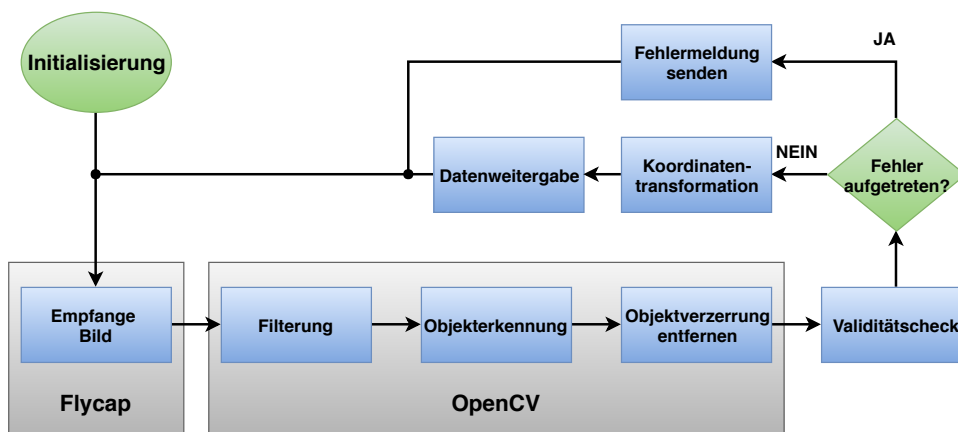 Initialisierung
Fehlermeldung
senden
JA
Datenweitergabe
Koordinaten-
transformation
NEIN
Fehler
aufgetreten?
Empfange
Bild
Filterung
Objekterkennung
Objektverzerrung
entfernen
Validitätscheck
Flycap
OpenCV